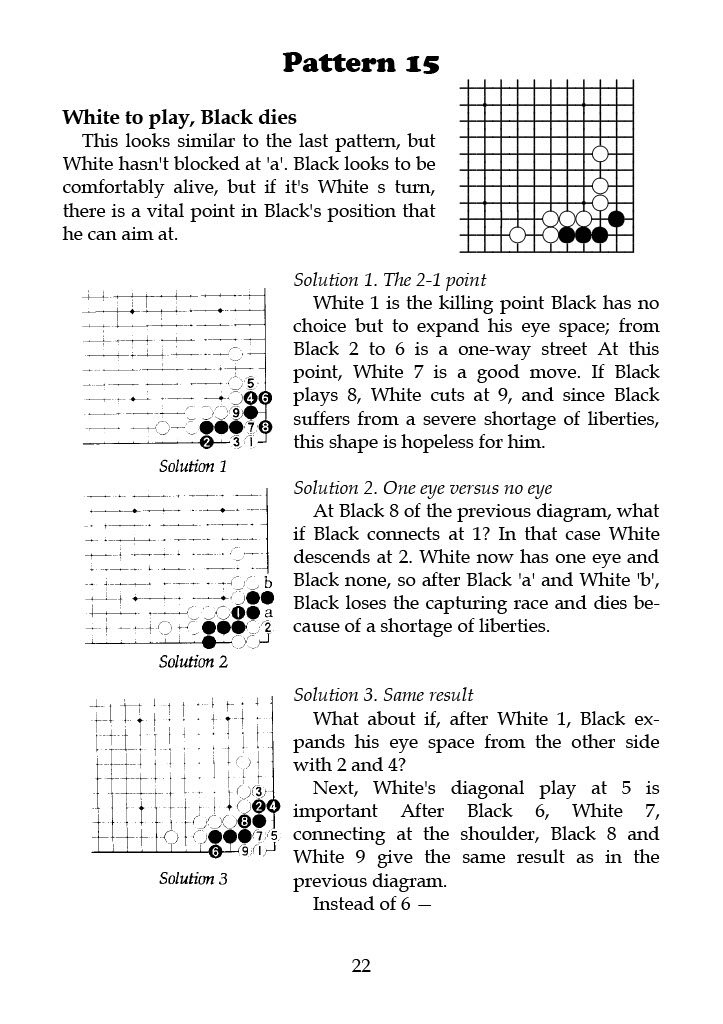 Pattern 15
White to play, Black dies
This looks similar to the last pattern, but
White hasn't blocked at 'a'. Black looks to be
comfortably alive, but if it's White s turn,
there is a vital point in Black's position that
he can aim at.
Solution 1. The 2-1 point
White 1 is the killing point Black has no
choice but to expand his eye space; from
Black 2 to 6 is a one-way street At this
point, White 7 is a good move. If Black
plays 8, White cuts at 9, and since Black
suffers from a severe shortage of liberties,
this shape is hopeless for him.
5
4 6
9
7 8
2 3 1
Solution 1
Solution 2. One eye versus no eye
At Black 8 of the previous diagram, what
if Black connects at 1? In that case White
descends at 2. White now has one eye and
Black none, so after Black 'a' and White 'b',
Black loses the capturing race and dies be-
cause of a shortage of liberties.
b
1 a
2
Solution 2
Solution 3. Same result
What about if, after White 1, Black ex-
pands his eye space from the other side
with 2 and 4?
Next, White's diagonal play at 5 is
important After Black 6, White 7,
connecting at the shoulder, Black 8 and
White 9 give the same result as in the
previous diagram.
Instead of 6 —
3
2 4
8
7 5
6 9 1
Solution 3
22